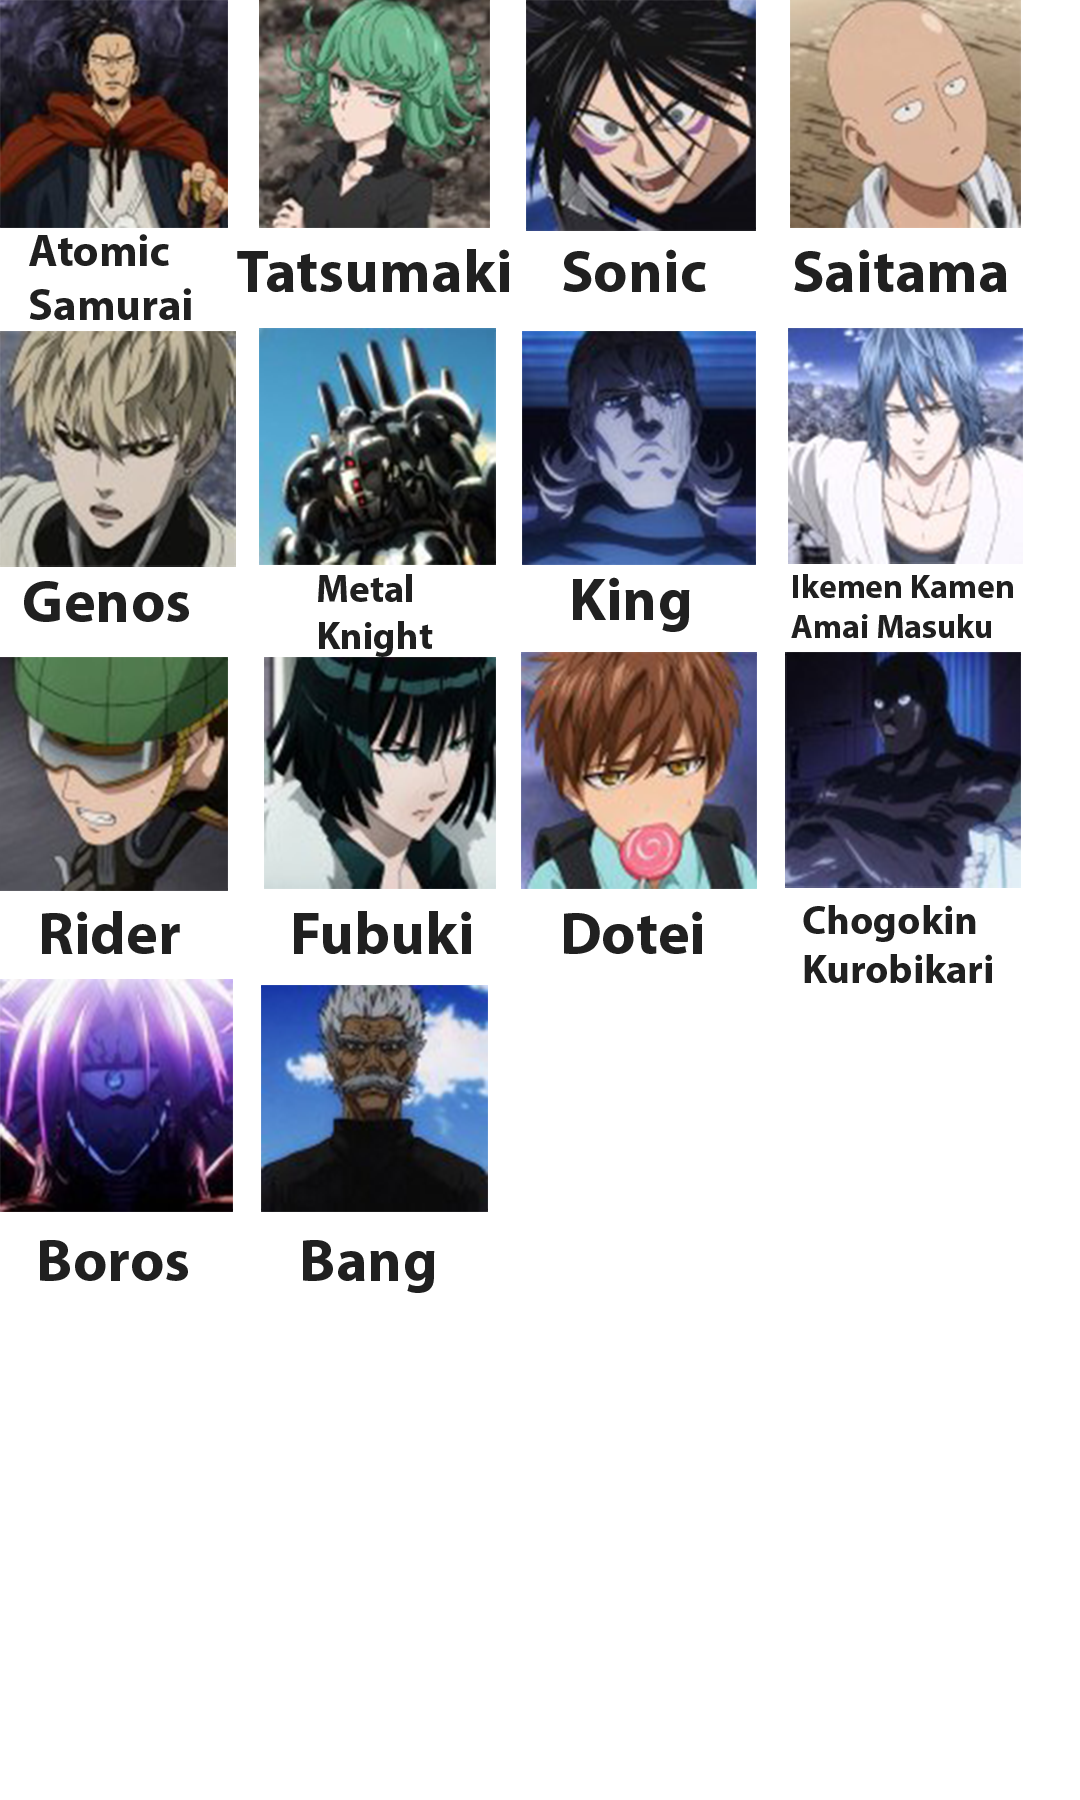 Atomic
Samurai
Tatsumaki
Sonic
Saitama
Genos
Metal
Knight
King
Ikemen Kamen
Amai Masuku
Rider
Fubuki
Dotei
Chogokin
Kurobikari
Boros
Bang